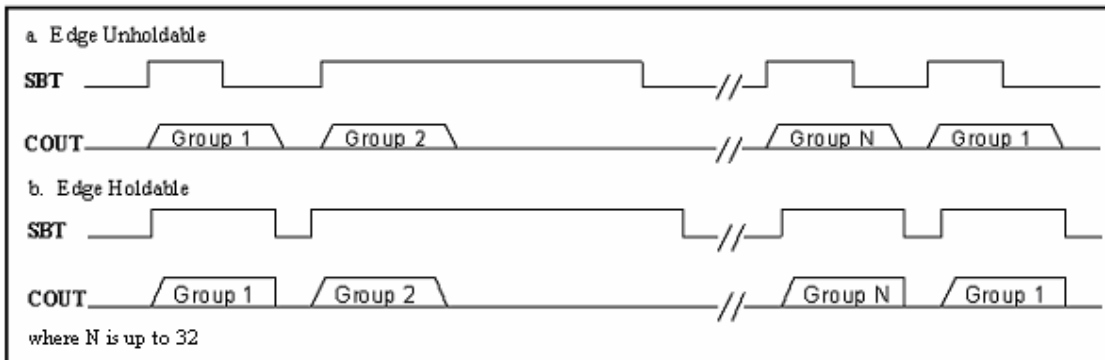 a. Edge Unholdable
SBT
//
COUT Group 1 Group 2 // Group N Group 1
b. Edge Holdable
SBT
//
COUT Group 1 Group 2 // Group N Group 1
where N is up to 32